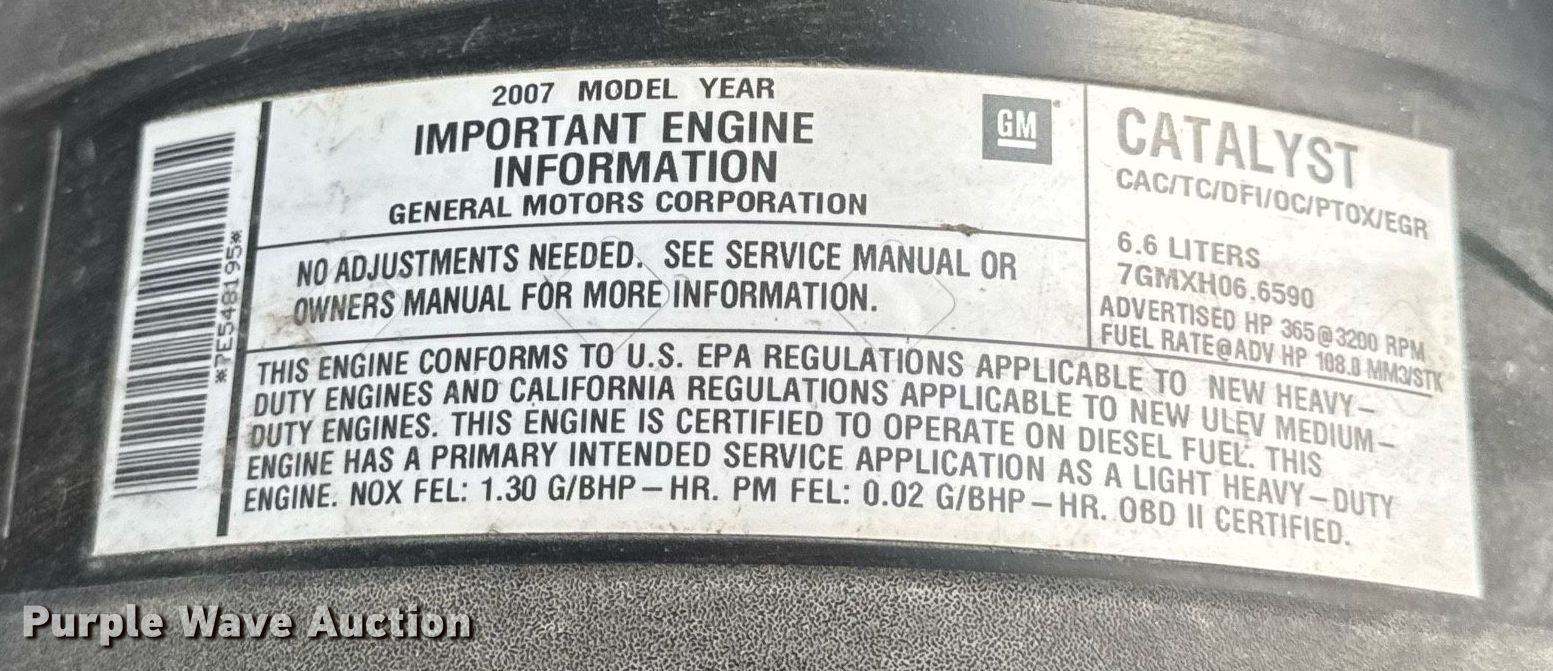 2007 MODEL YEAR
IMPORTANT ENGINE
INFORMATION
GENERAL MOTORS CORPORATION
GM
NO ADJUSTMENTS NEEDED. SEE SERVICE MANUAL OR
OWNERS MANUAL FOR MORE INFORMATION.
CATALYST
CAC/TC/DFI/OC/PTOX/EGR
6.6 LITERS
7GMXH06.6590
ADVERTISED HP 365@3200 RPM
FUEL RATE@ADV HP 108.0 MM3/STK
THIS ENGINE CONFORMS TO U.S. EPA REGULATIONS APPLICABLE TO NEW HEAVY-
DUTY ENGINES AND CALIFORNIA REGULATIONS APPLICABLE TO NEW ULEV MEDIUM-
DUTY ENGINES. THIS ENGINE IS CERTIFIED TO OPERATE ON DIESEL FUEL. THIS
ENGINE HAS A PRIMARY INTENDED SERVICE APPLICATION AS A LIGHT HEAVY-DUTY
ENGINE. NOX FEL: 1.30 G/BHP-HR. PM FEL: 0.02 G/BHP-HR. OBD II CERTIFIED.
*PE548195*
Purple Wave Auction